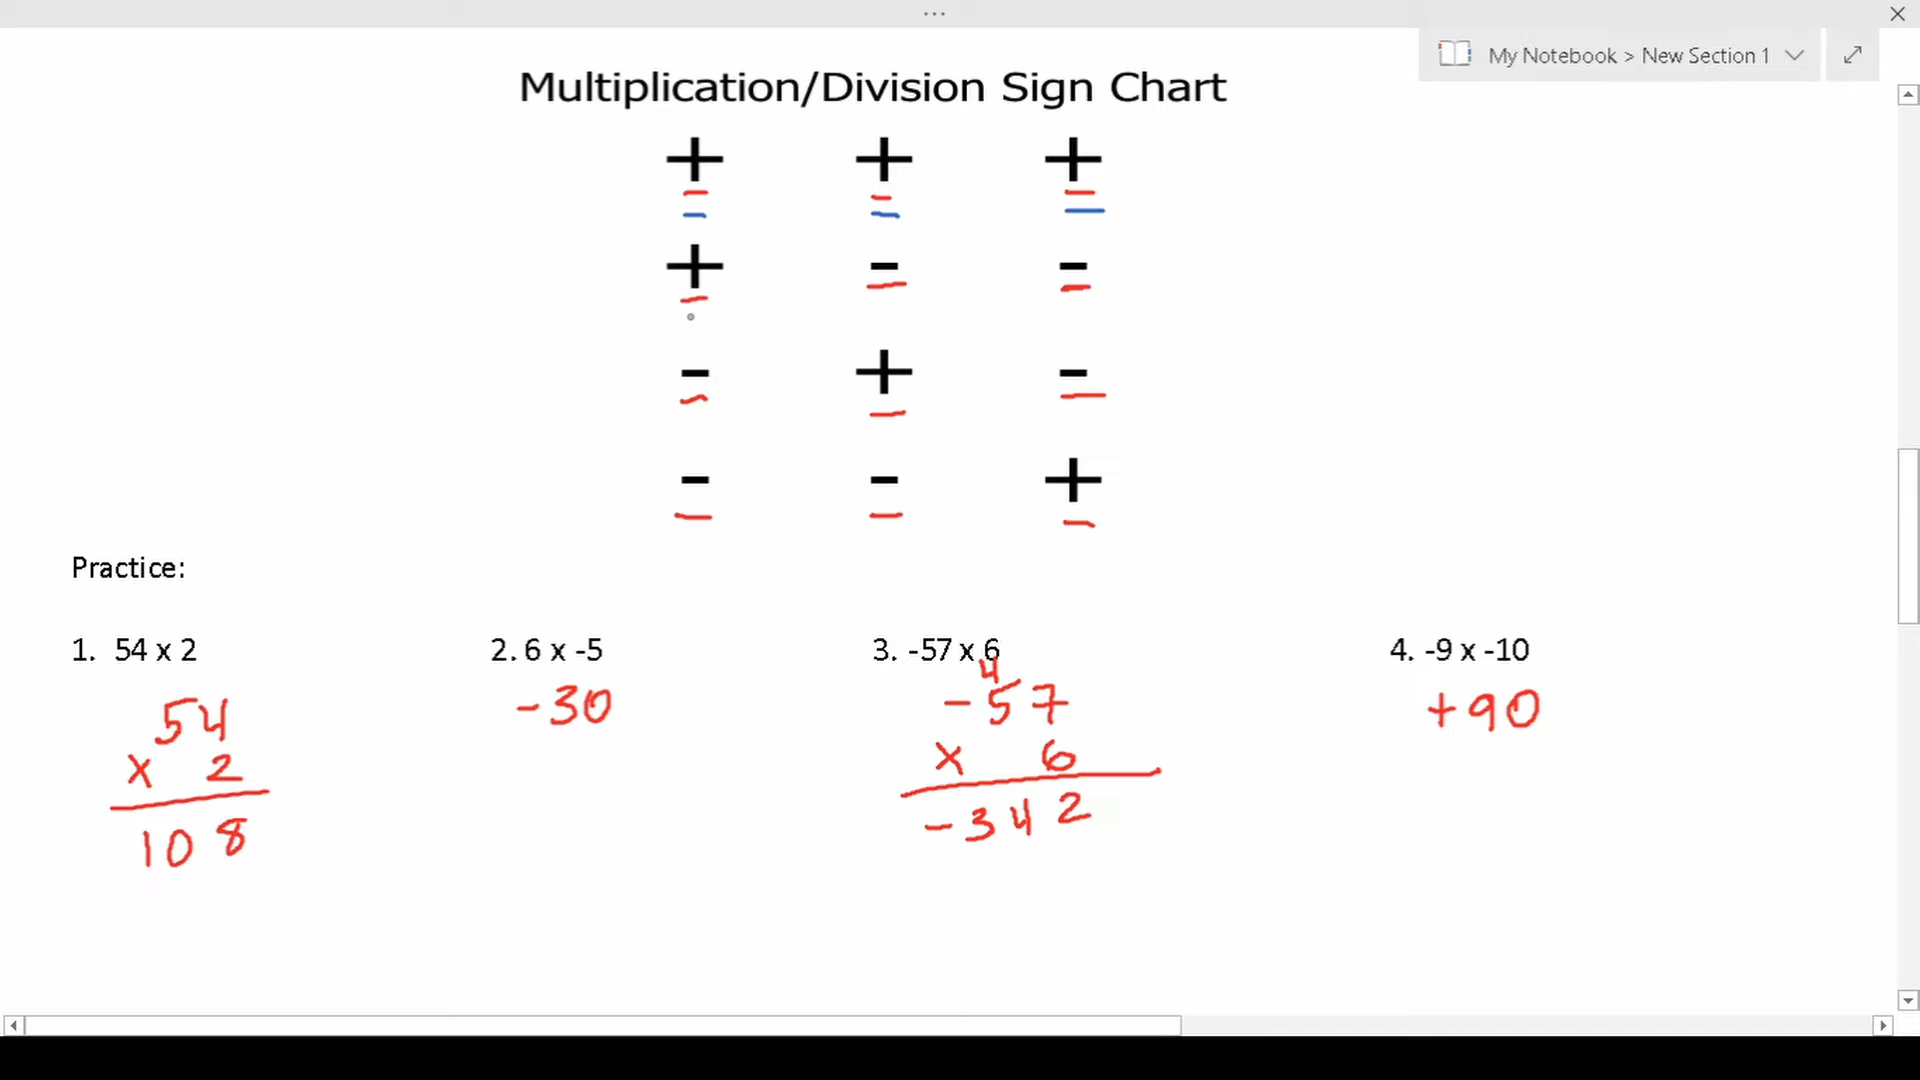 My Notebook > New Section 1
Multiplication/Division Sign Chart
+ + +
+ - -
- + -
- - +
Practice:
1. 54 x 2
2. 6 x -5
3. -57 x 6
4. -9 x -10
54
x 2
108
-30
4
-57
x 6
-342
+90